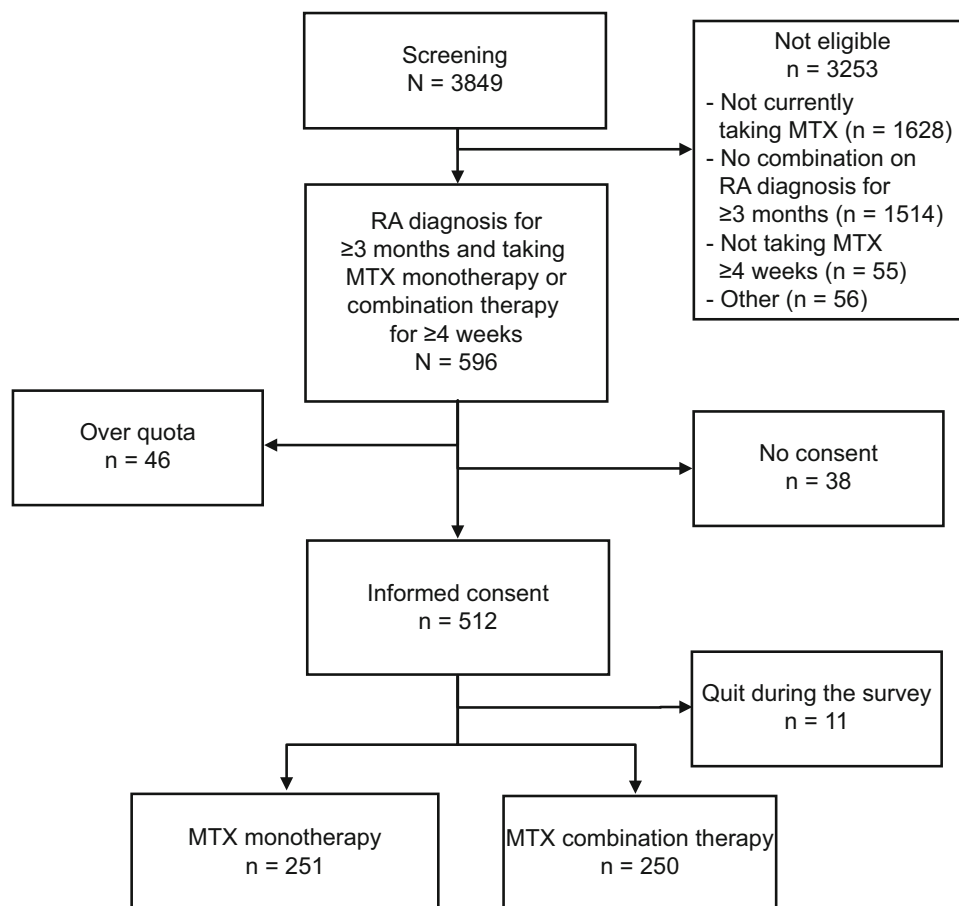 Screening
N = 3849
Not eligible
n = 3253
- Not currently
taking MTX (n = 1628)
- No combination on
RA diagnosis for
≥3 months (n = 1514)
- Not taking MTX
≥4 weeks (n = 55)
- Other (n = 56)
RA diagnosis for
≥3 months and taking
MTX monotherapy or
combination therapy
for ≥4 weeks
N = 596
Over quota
n = 46
No consent
n = 38
Informed consent
n = 512
Quit during the survey
n = 11
MTX monotherapy
n = 251
MTX combination therapy
n = 250